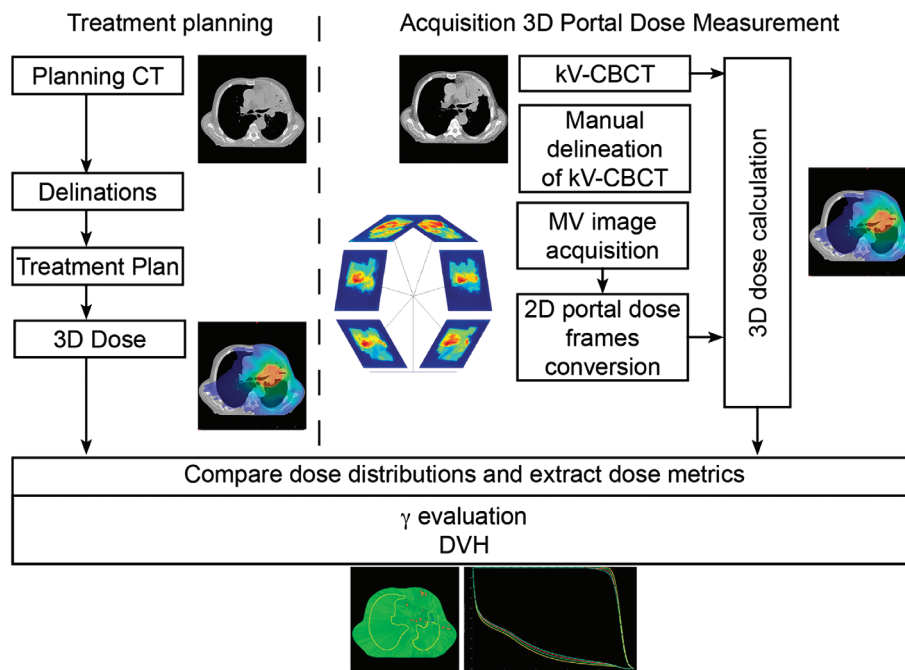 Treatment planning
Acquisition 3D Portal Dose Measurement
Planning CT
Delinations
Treatment Plan
3D Dose
kV-CBCT
Manual
delineation
of kV-CBCT
MV image
acquisition
2D portal dose
frames
conversion
3D dose calculation
Compare dose distributions and extract dose metrics
γ evaluation
DVH